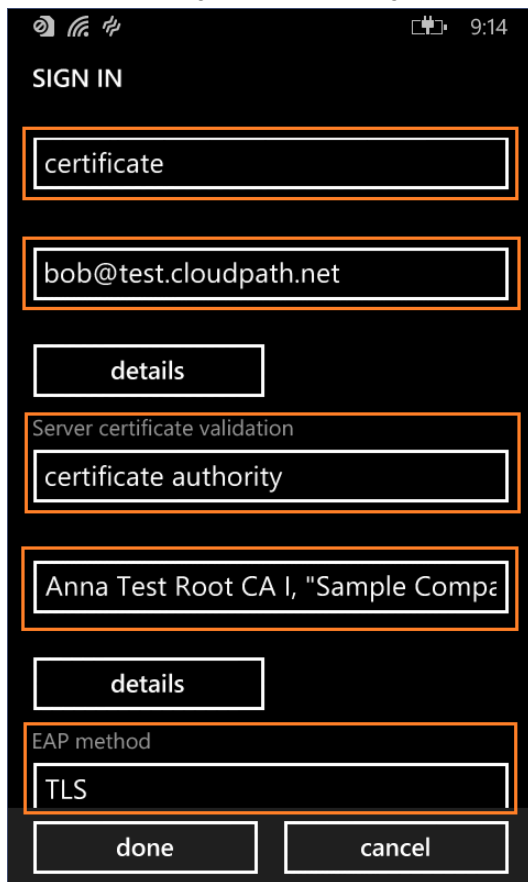 9:14
SIGN IN
certificate
bob@test.cloudpath.net
details
Server certificate validation
certificate authority
Anna Test Root CA I, "Sample Compa
details
EAP method
TLS
done cancel